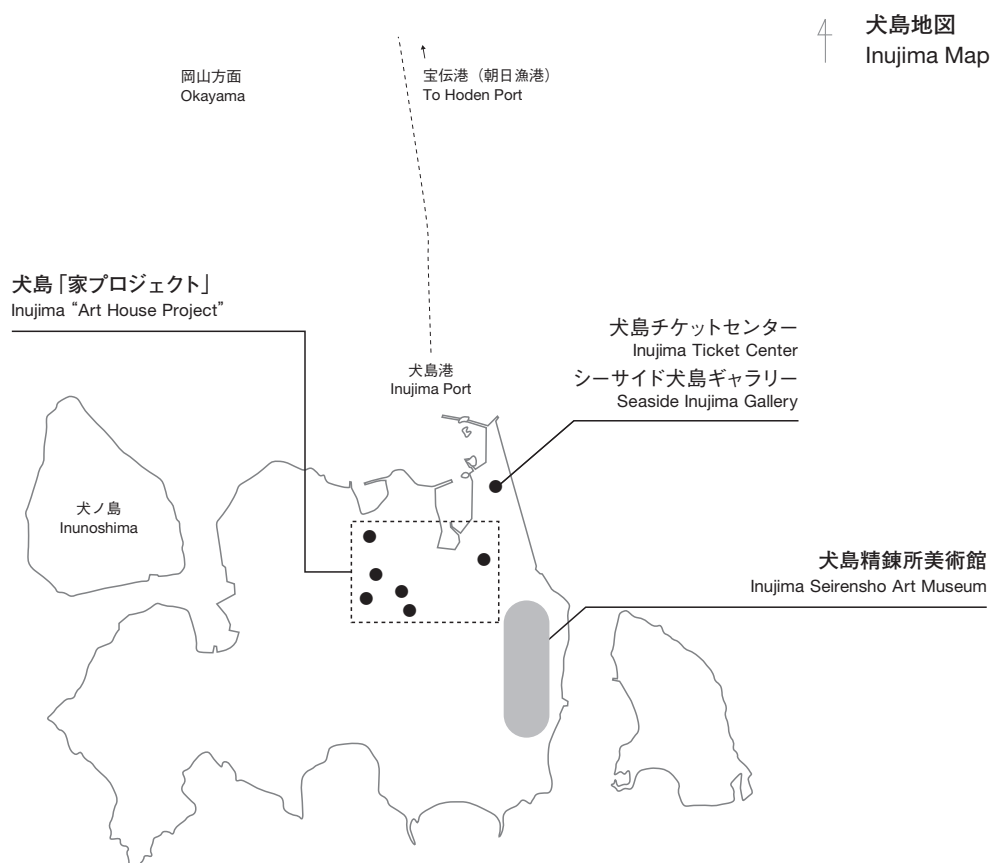 犬島地図
Inujima Map
岡山方面
Okayama
宝伝港（朝日漁港）
To Hoden Port
犬島「家プロジェクト」
Inujima “Art House Project”
犬島チケットセンター
Inujima Ticket Center
シーサイド犬島ギャラリー
Seaside Inujima Gallery
犬島港
Inujima Port
犬ノ島
Inunoshima
犬島精錬所美術館
Inujima Seirensho Art Museum